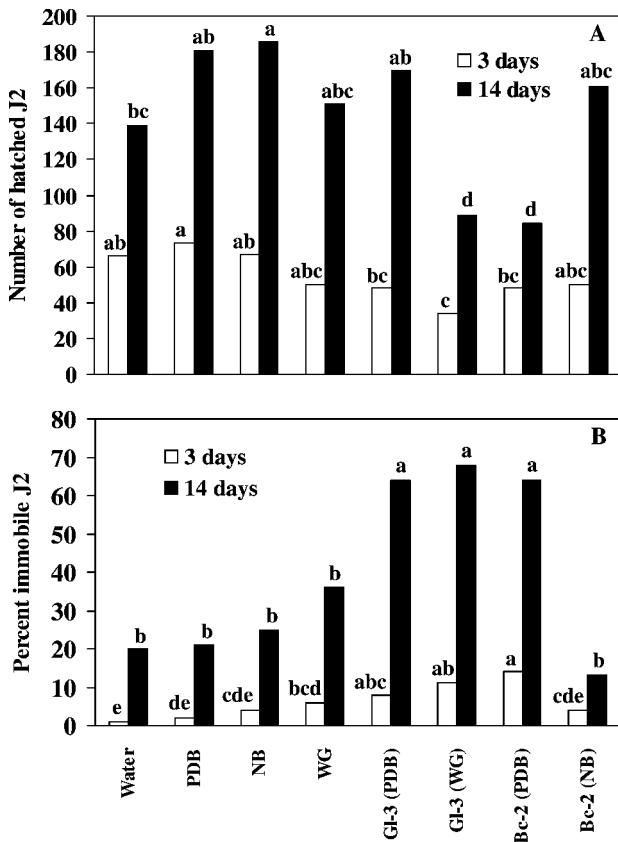 200
180
160
140
120
100
80
60
40
20
0
Number of hatched J2
A
3 days
14 days
ab
bc
a
ab
ab
a
abc
abc
bc
ab
c
d
bc
d
abc
abc
80
70
60
50
40
30
20
10
0
Percent immobile J2
B
3 days
14 days
e
b
de
b
cde
b
bcd
b
abc
a
ab
a
a
a
cde
b
Water
PDB
NB
WG
Gl-3 (PDB)
Gl-3 (WG)
Bc-2 (PDB)
Bc-2 (NB)